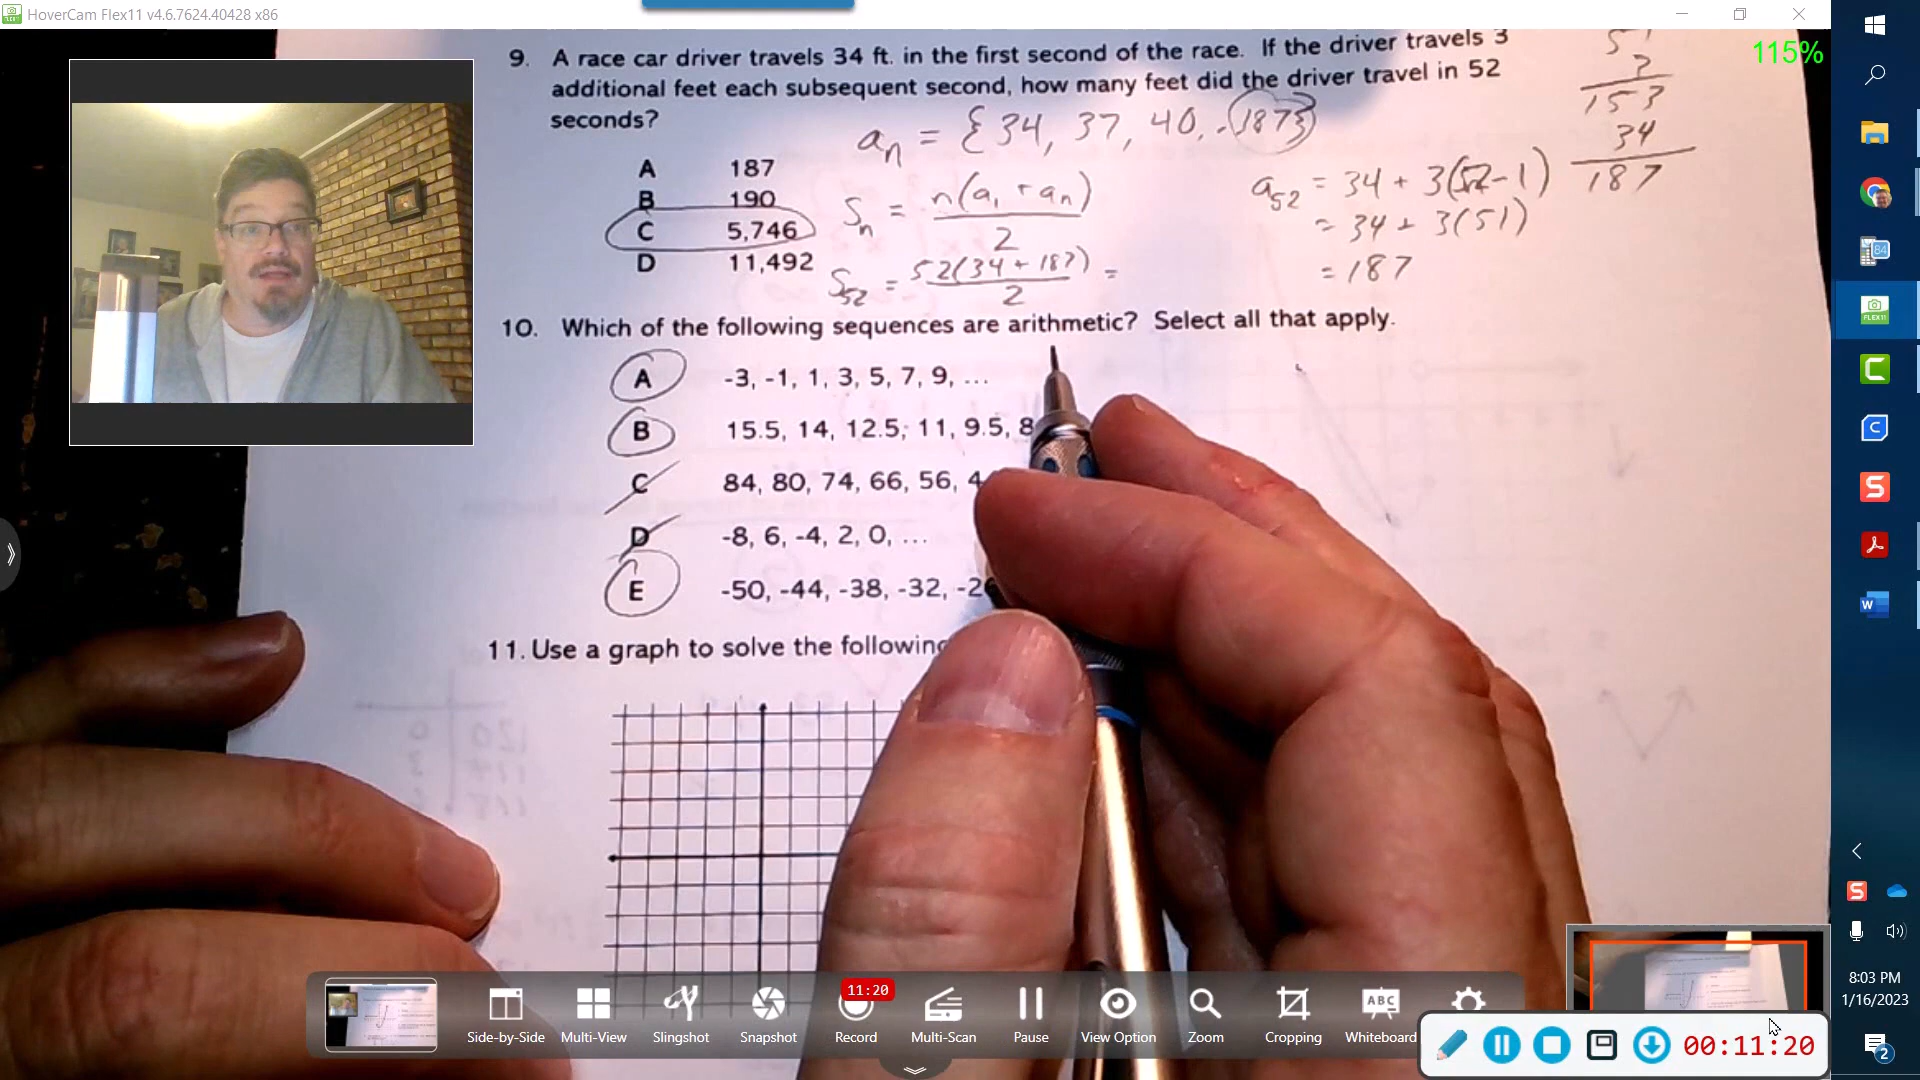 HoverCam Flex11 v4.6.7624.40428 x86
115%
9. A race car driver travels 34 ft. in the first second of the race. If the driver travels 3
additional feet each subsequent second, how many feet did the driver travel in 52
seconds?
an = {34, 37, 40, ..187}
A 187
B 190
C 5,746
D 11,492
Sn = n(a1 + an)
2
S52 = 52(34 + 187) =
2
a52 = 34 + 3(52-1)
= 34 + 3(51)
= 187
153
34
187
10. Which of the following sequences are arithmetic? Select all that apply.
A -3, -1, 1, 3, 5, 7, 9, ...
B 15.5, 14, 12.5, 11, 9.5, 8
C 84, 80, 74, 66, 56, 4
D -8, 6, -4, 2, 0, ...
E -50, -44, -38, -32, -2
11. Use a graph to solve the following
11:20
Side-by-Side
Multi-View
Slingshot
Snapshot
Record
Multi-Scan
Pause
View Option
Zoom
Cropping
ABC
Whiteboard
00:11:20
84
FLEX11
8:03 PM
1/16/2023
2